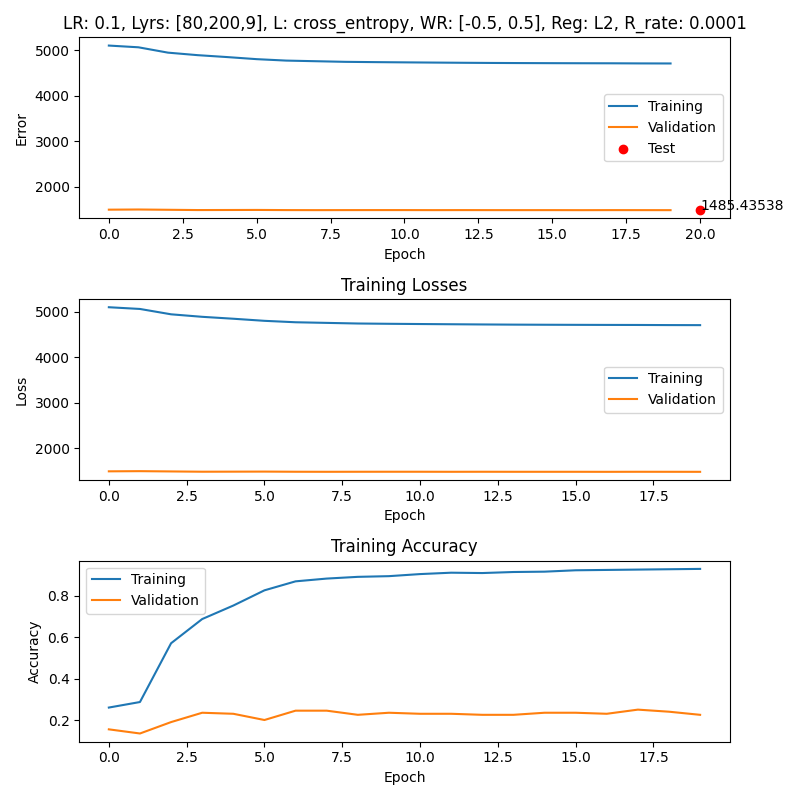 LR: 0.1, Lyrs: [80,200,9], L: cross_entropy, WR: [-0.5, 0.5], Reg: L2, R_rate: 0.0001
5000
4000
3000
2000
Error
Training
Validation
Test
1485.43538
0.0 2.5 5.0 7.5 10.0 12.5 15.0 17.5 20.0
Epoch
Training Losses
5000
4000
3000
2000
Loss
Training
Validation
0.0 2.5 5.0 7.5 10.0 12.5 15.0 17.5
Epoch
Training Accuracy
0.8
0.6
0.4
0.2
Accuracy
Training
Validation
0.0 2.5 5.0 7.5 10.0 12.5 15.0 17.5
Epoch